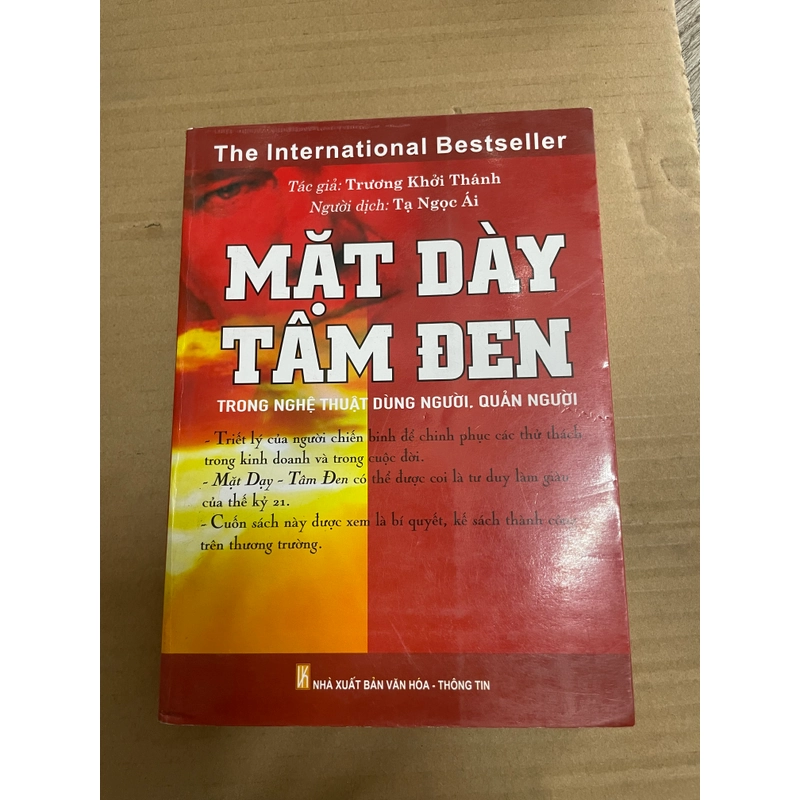 The International Bestseller
Tác giả: Trương Khởi Thánh
Người dịch: Tạ Ngọc Ái
MẶT DÀY
TÂM ĐEN
TRONG NGHỆ THUẬT DÙNG NGƯỜI, QUẢN NGƯỜI
- Triết lý của người chiến binh để chinh phục các thử thách
trong kinh doanh và trong cuộc đời.
- Mặt Dạy - Tâm Đen có thể được coi là tư duy làm giàu
của thế kỷ 21.
- Cuốn sách này được xem là bí quyết, kế sách thành công
trên thương trường.
NHÀ XUẤT BẢN VĂN HÓA - THÔNG TIN